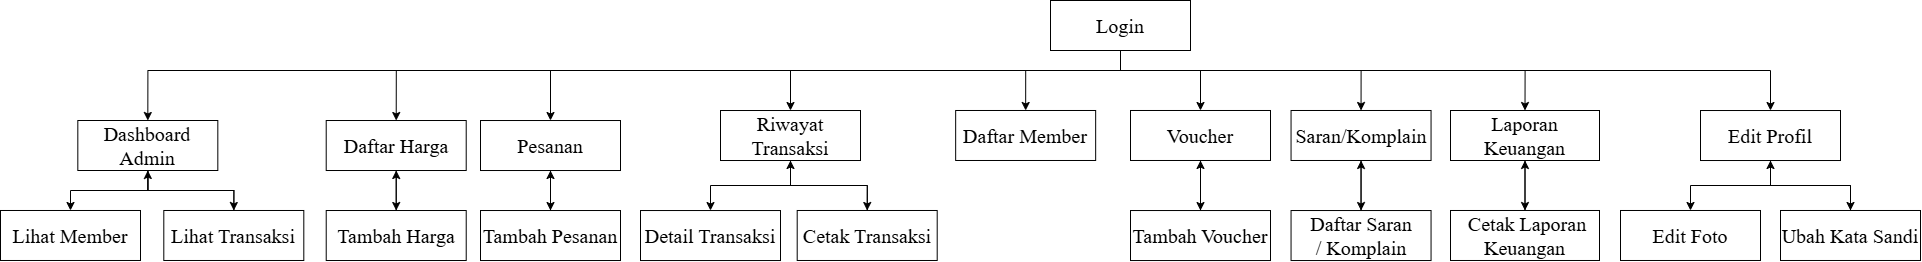 Login
Dashboard
Admin
Daftar Harga
Pesanan
Riwayat
Transaksi
Daftar Member
Voucher
Saran/Komplain
Laporan
Keuangan
Edit Profil
Lihat Member
Lihat Transaksi
Tambah Harga
Tambah Pesanan
Detail Transaksi
Cetak Transaksi
Tambah Voucher
Daftar Saran
/ Komplain
Cetak Laporan
Keuangan
Edit Foto
Ubah Kata Sandi